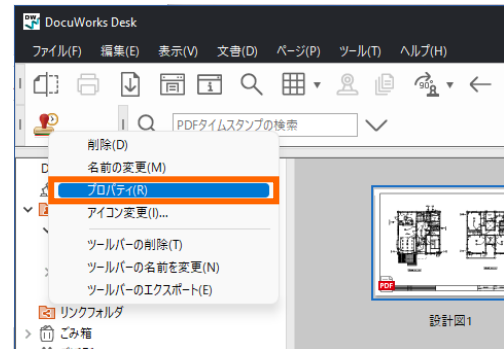 DocuWorks Desk
ファイル(F) 編集(E) 表示(V) 文書(D) ページ(P) ツール(T) ヘルプ(H)
PDFタイムスタンプの検索
削除(D)
名前の変更(M)
プロパティ(R)
アイコン変更(I)...
ツールバーの削除(T)
ツールバーの名前を変更(N)
ツールバーのエクスポート(E)
リンクフォルダ
ごみ箱
PDF
設計図1